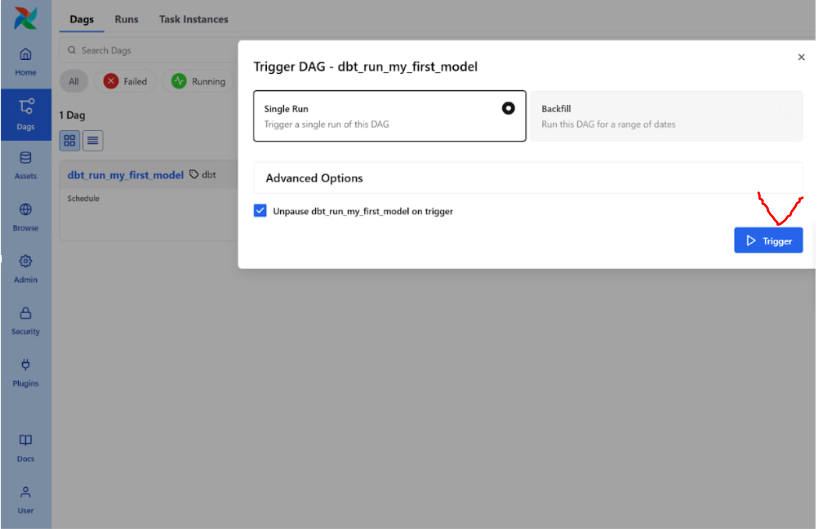 Dags Runs Task Instances
Search Dags
All Failed Running
1 Dag
dbt_run_my_first_model dbt
Schedule
Home
Dags
Assets
Browse
Admin
Security
Plugins
Docs
User
Trigger DAG - dbt_run_my_first_model
Single Run
Trigger a single run of this DAG
Backfill
Run this DAG for a range of dates
Advanced Options
Unpause dbt_run_my_first_model on trigger
Trigger